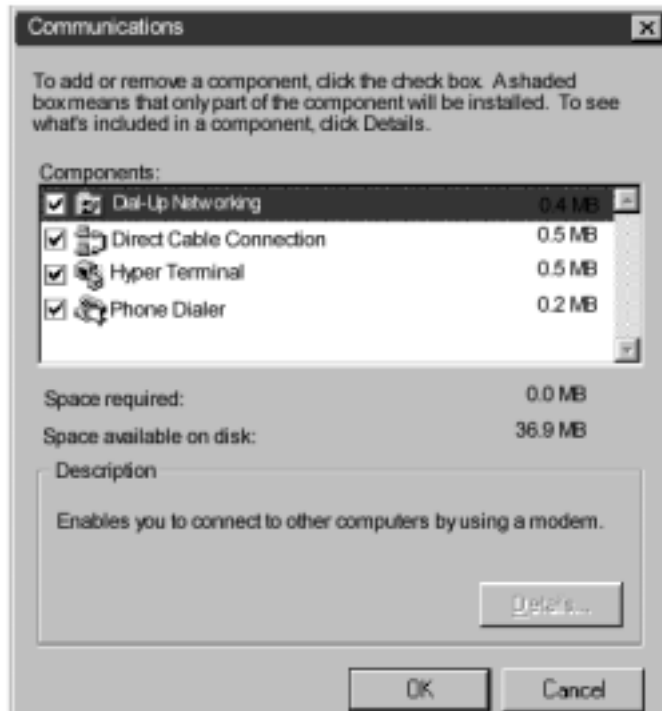 Communications
To add or remove a component, click the check box. A shaded
box means that only part of the component will be installed. To see
what's included in a component, click Details.
Components:
Dial-Up Networking 0.4 MB
Direct Cable Connection 0.5 MB
Hyper Terminal 0.5 MB
Phone Dialer 0.2 MB
Space required: 0.0 MB
Space available on disk: 36.9 MB
Description
Enables you to connect to other computers by using a modem.
Details...
OK Cancel